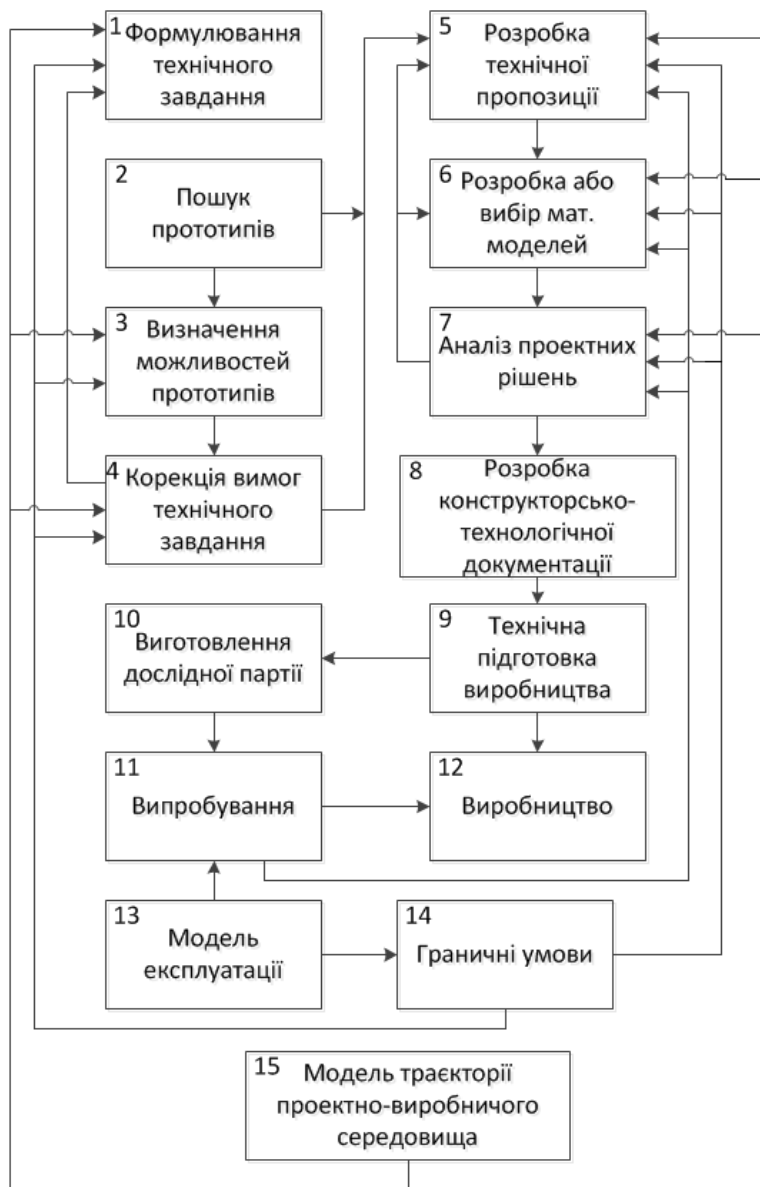 1 Формулювання
технічного
завдання
2
Пошук
прототипів
3 Визначення
можливостей
прототипів
4 Корекція вимог
технічного
завдання
5 Розробка
технічної
пропозиції
6 Розробка або
вибір мат.
моделей
7
Аналіз проектних
рішень
8 Розробка
конструкторсько-
технологічної
документації
9 Технічна
підготовка
виробництва
10
Виготовлення
дослідної партії
11
Випробування
12
Виробництво
13
Модель
експлуатації
14
Граничні умови
15 Модель траєкторії
проектно-виробничого
середовища